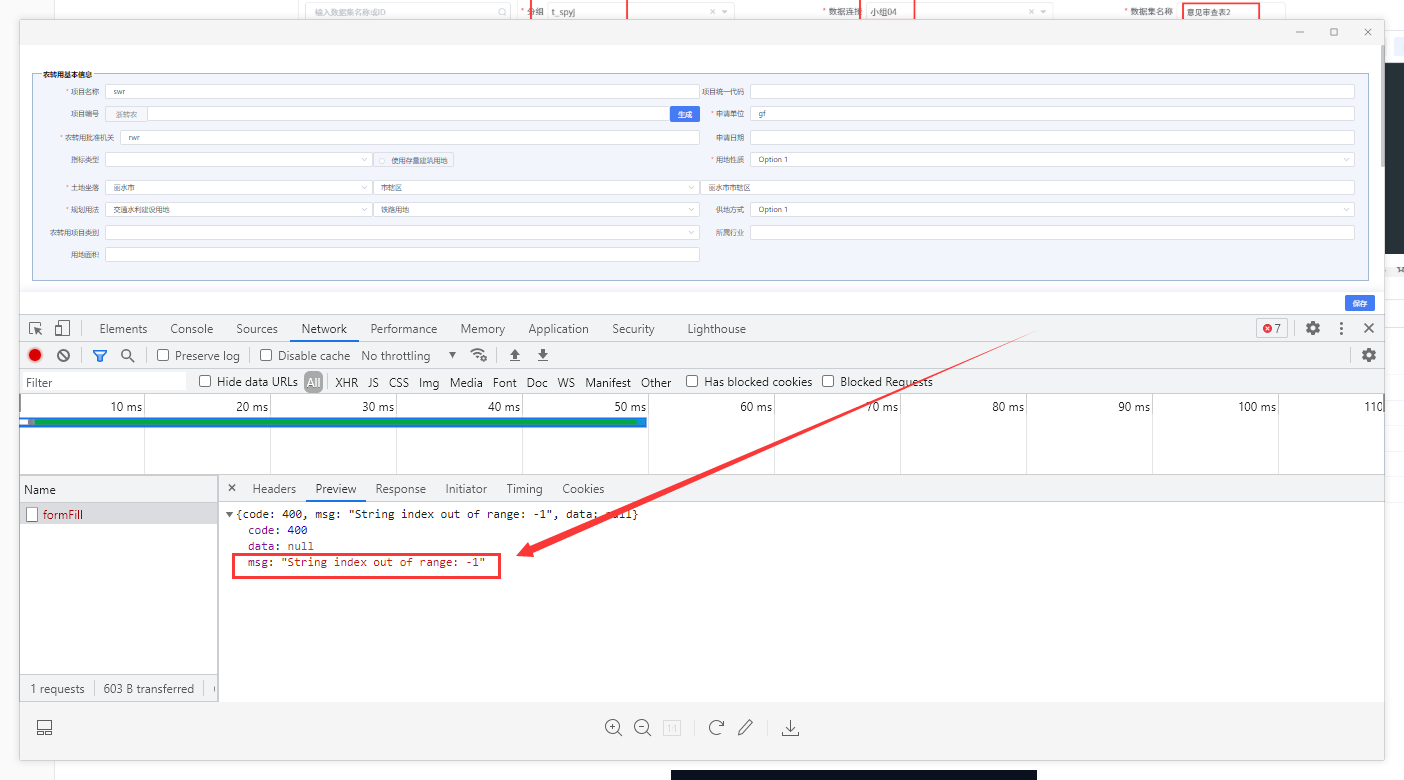 输入数据集名称或ID
* 分组 t_spyj
* 数据连接 小组04
* 数据集名称 意见审查表2
农转用基本信息
* 项目名称 swr 项目统一代码
项目编号 浙转农 生成 * 申请单位 gf
* 农转用批准机关 rwr 申请日期
指标类型 使用存量建筑用地 * 用地性质 Option 1
* 土地坐落 丽水市 市辖区 丽水市市辖区
* 规划用法 交通水利建设用地 铁路用地 供地方式 Option 1
农转用项目类别 所属行业
用地面积
保存
Elements Console Sources Network Performance Memory Application Security Lighthouse 7
Preserve log Disable cache No throttling
Filter Hide data URLs All XHR JS CSS Img Media Font Doc WS Manifest Other Has blocked cookies Blocked Requests
10 ms 20 ms 30 ms 40 ms 50 ms 60 ms 70 ms 80 ms 90 ms 100 ms 110
Name Headers Preview Response Initiator Timing Cookies
formFill
{code: 400, msg: "String index out of range: -1", data: null}
code: 400
data: null
msg: "String index out of range: -1"
1 requests 603 B transferred
1:1